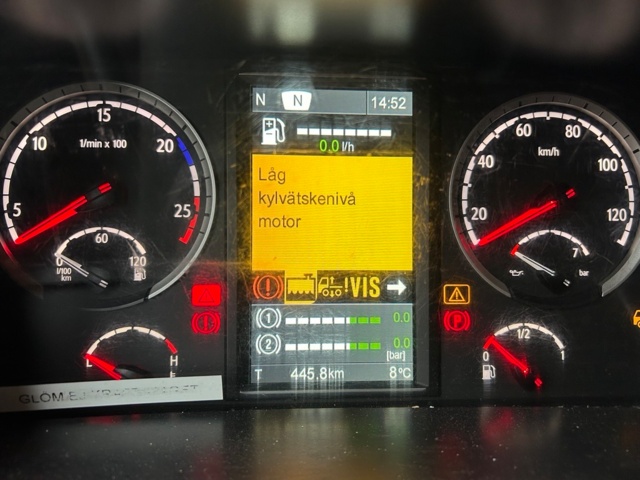 N N 14:52
0.0 l/h
Låg
kylvätskenivå
motor
!VIS
1 0.0
2 0.0
[bar]
T 445.8km 8°C
5 10 15 20 25
1/min x 100
0 60 120
l/100
km
H
20 40 60 80 100 120
km/h
7
bar
0 1/2 1
P
GLÖM EJ